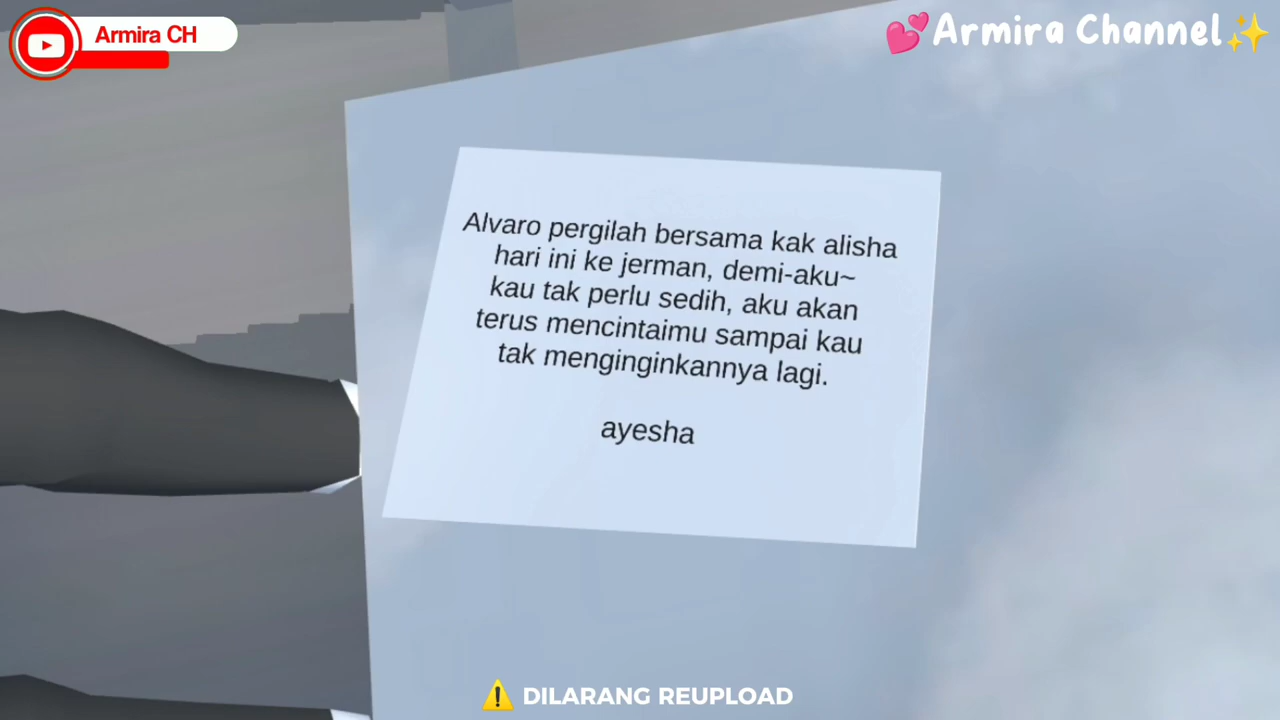 Armira CH
Armira Channel
Alvaro pergilah bersama kak alisha
hari ini ke jerman, demi-aku~
kau tak perlu sedih, aku akan
terus mencintaimu sampai kau
tak menginginkannya lagi.
ayesha
DILARANG REUPLOAD